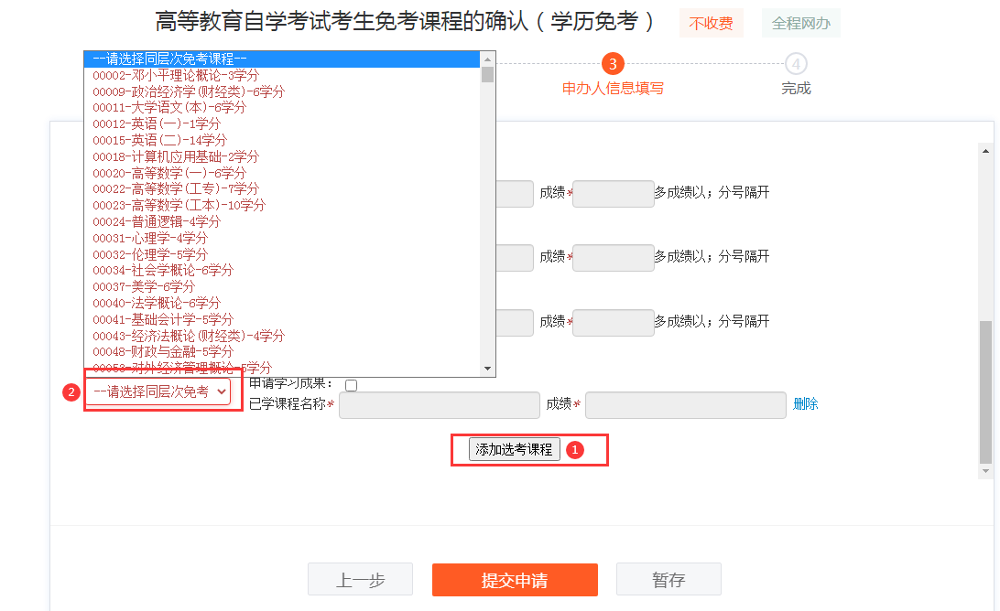 高等教育自学考试考生免考课程的确认（学历免考）
不收费
全程网办
3
4
申办人信息填写
完成
--请选择同层次免考课程--
00002-邓小平理论概论-3学分
00009-政治经济学(财经类)-6学分
00011-大学语文(本)-6学分
00012-英语(一)-1学分
00015-英语(二)-14学分
00018-计算机应用基础-2学分
00020-高等数学(一)-6学分
00022-高等数学(工专)-7学分
00023-高等数学(工本)-10学分
00024-普通逻辑-4学分
00031-心理学-4学分
00032-伦理学-5学分
00034-社会学概论-6学分
00037-美学-6学分
00040-法学概论-6学分
00041-基础会计学-5学分
00043-经济法概论(财经类)-4学分
00048-财政与金融-5学分
00053-对外经济管理概论-5学分
成绩*
多成绩以；分号隔开
成绩*
多成绩以；分号隔开
成绩*
多成绩以；分号隔开
2
--请选择同层次免考
申请学习成果：
已学课程名称*
成绩*
删除
添加选考课程
1
上一步
提交申请
暂存